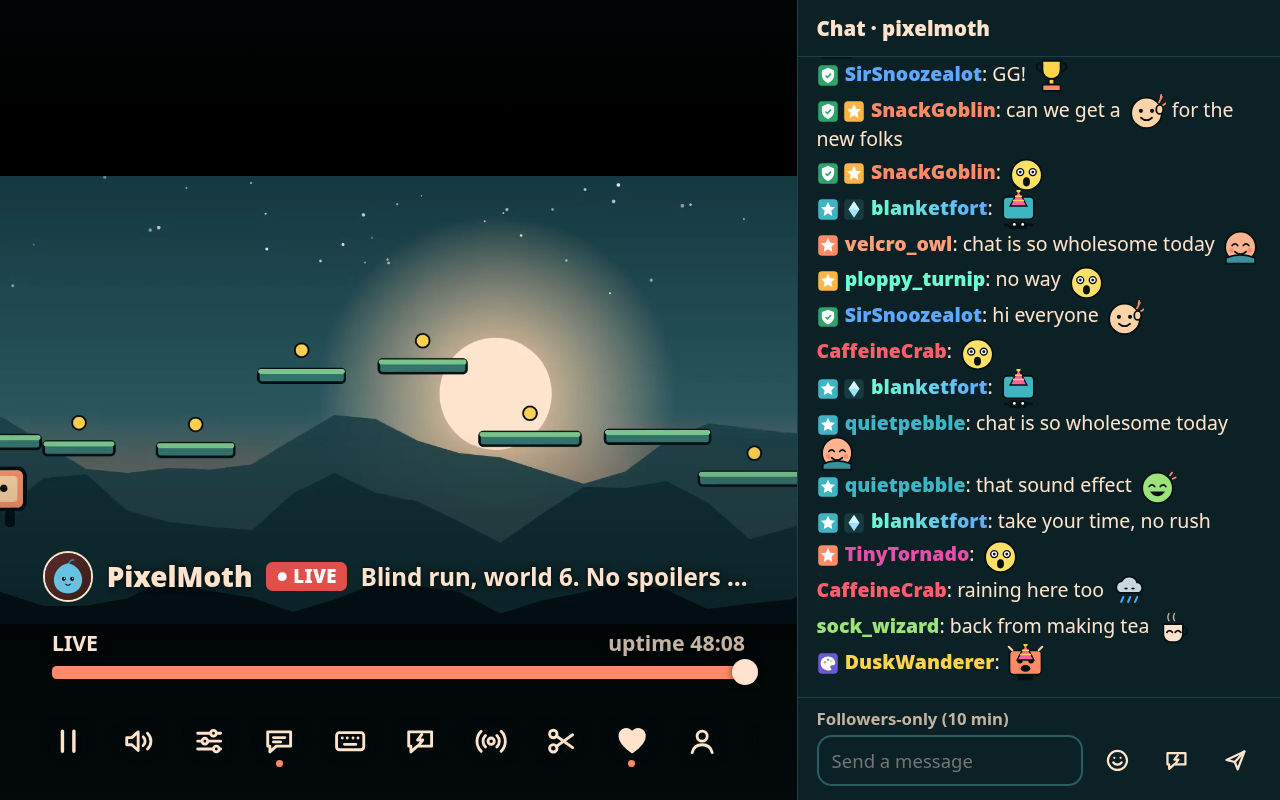 PixelMoth
LIVE
Blind run, world 6. No spoilers ...
LIVE
uptime 48:08
Chat · pixelmoth
SirSnoozealot: GG!
SnackGoblin: can we get a for the
new folks
SnackGoblin:
blanketfort:
velcro_owl: chat is so wholesome today
ploppy_turnip: no way
SirSnoozealot: hi everyone
CaffeineCrab:
blanketfort:
quietpebble: chat is so wholesome today
quietpebble: that sound effect
blanketfort: take your time, no rush
TinyTornado:
CaffeineCrab: raining here too
sock_wizard: back from making tea
DuskWanderer:
Followers-only (10 min)
Send a message